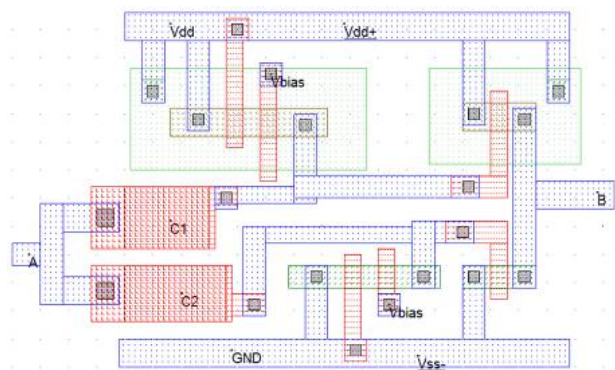 Vdd
Vdd+
Vbias
B
C1
A
C2
Vbias
GND
Vss-